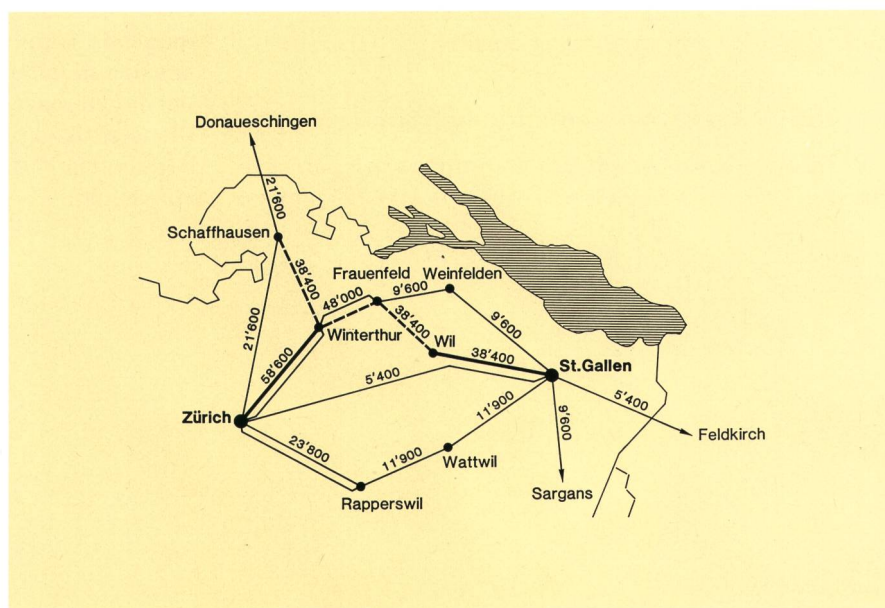 Donaueschingen
21'600
Schaffhausen
38'400
Frauenfeld
Weinfelden
48'000
9'600
9'600
38'400
Winterthur
21'600
Wil
58'600
38'400
St.Gallen
5'400
Zürich
11'900
5'400
9'600
Feldkirch
23'800
11'900
Wattwil
Sargans
Rapperswil